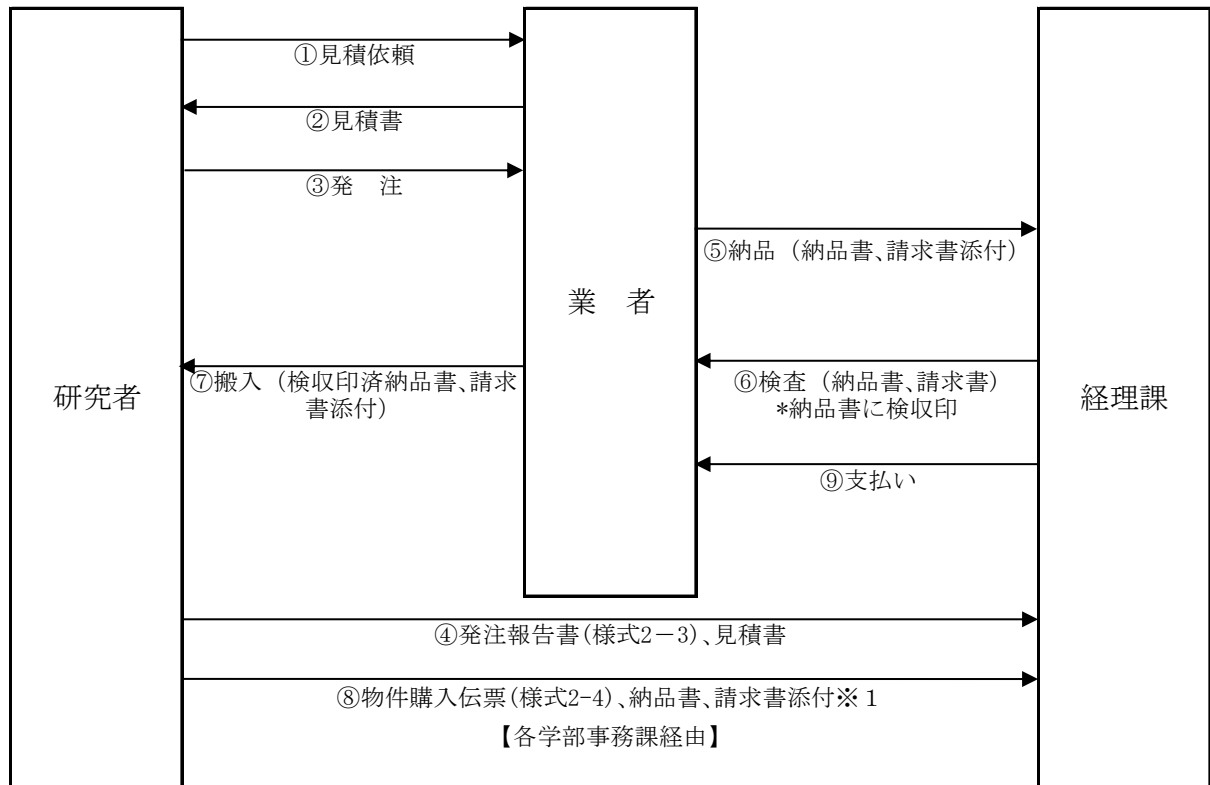 ①見積依頼
②見積書
③発　注
⑤納品（納品書、請求書添付）
業　者
研究者
⑦搬入（検収印済納品書、請求
書添付）
⑥検査（納品書、請求書）
*納品書に検収印
経理課
⑨支払い
④発注報告書(様式2－3)、見積書
⑧物件購入伝票(様式2-4)、納品書、請求書添付※１
【各学部事務課経由】